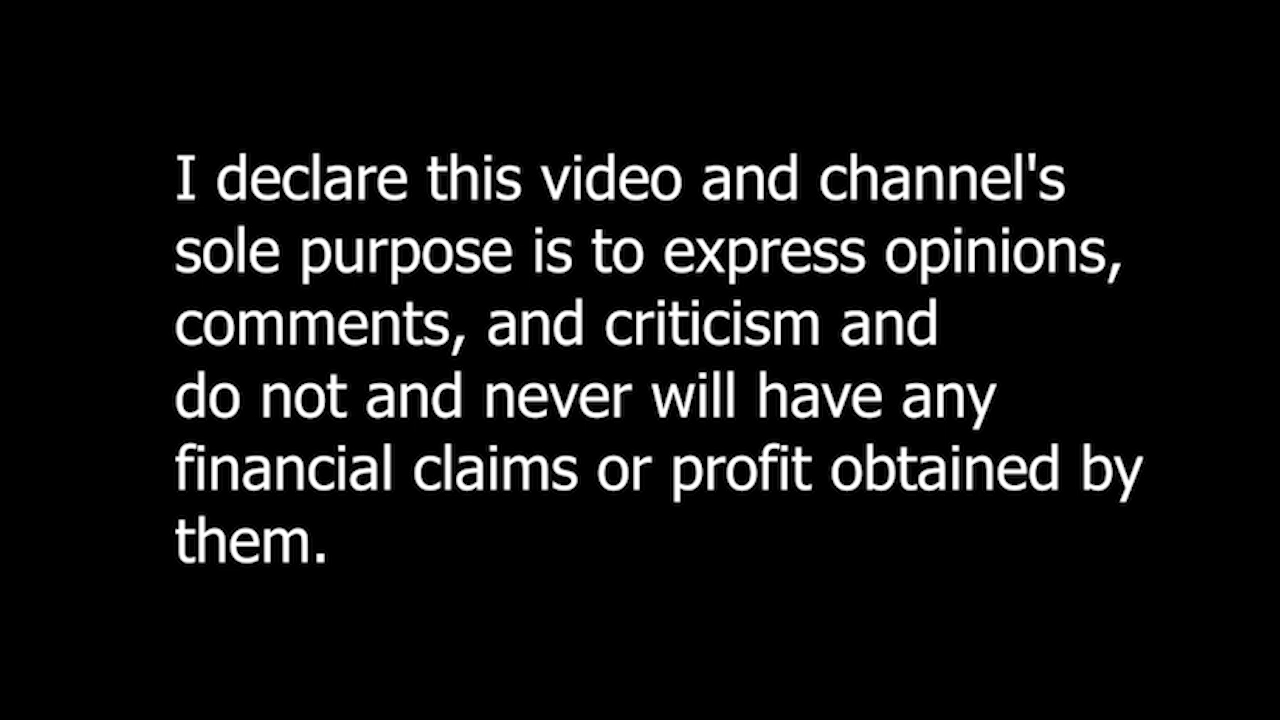 I declare this video and channel's
sole purpose is to express opinions,
comments, and criticism and
do not and never will have any
financial claims or profit obtained by
them.